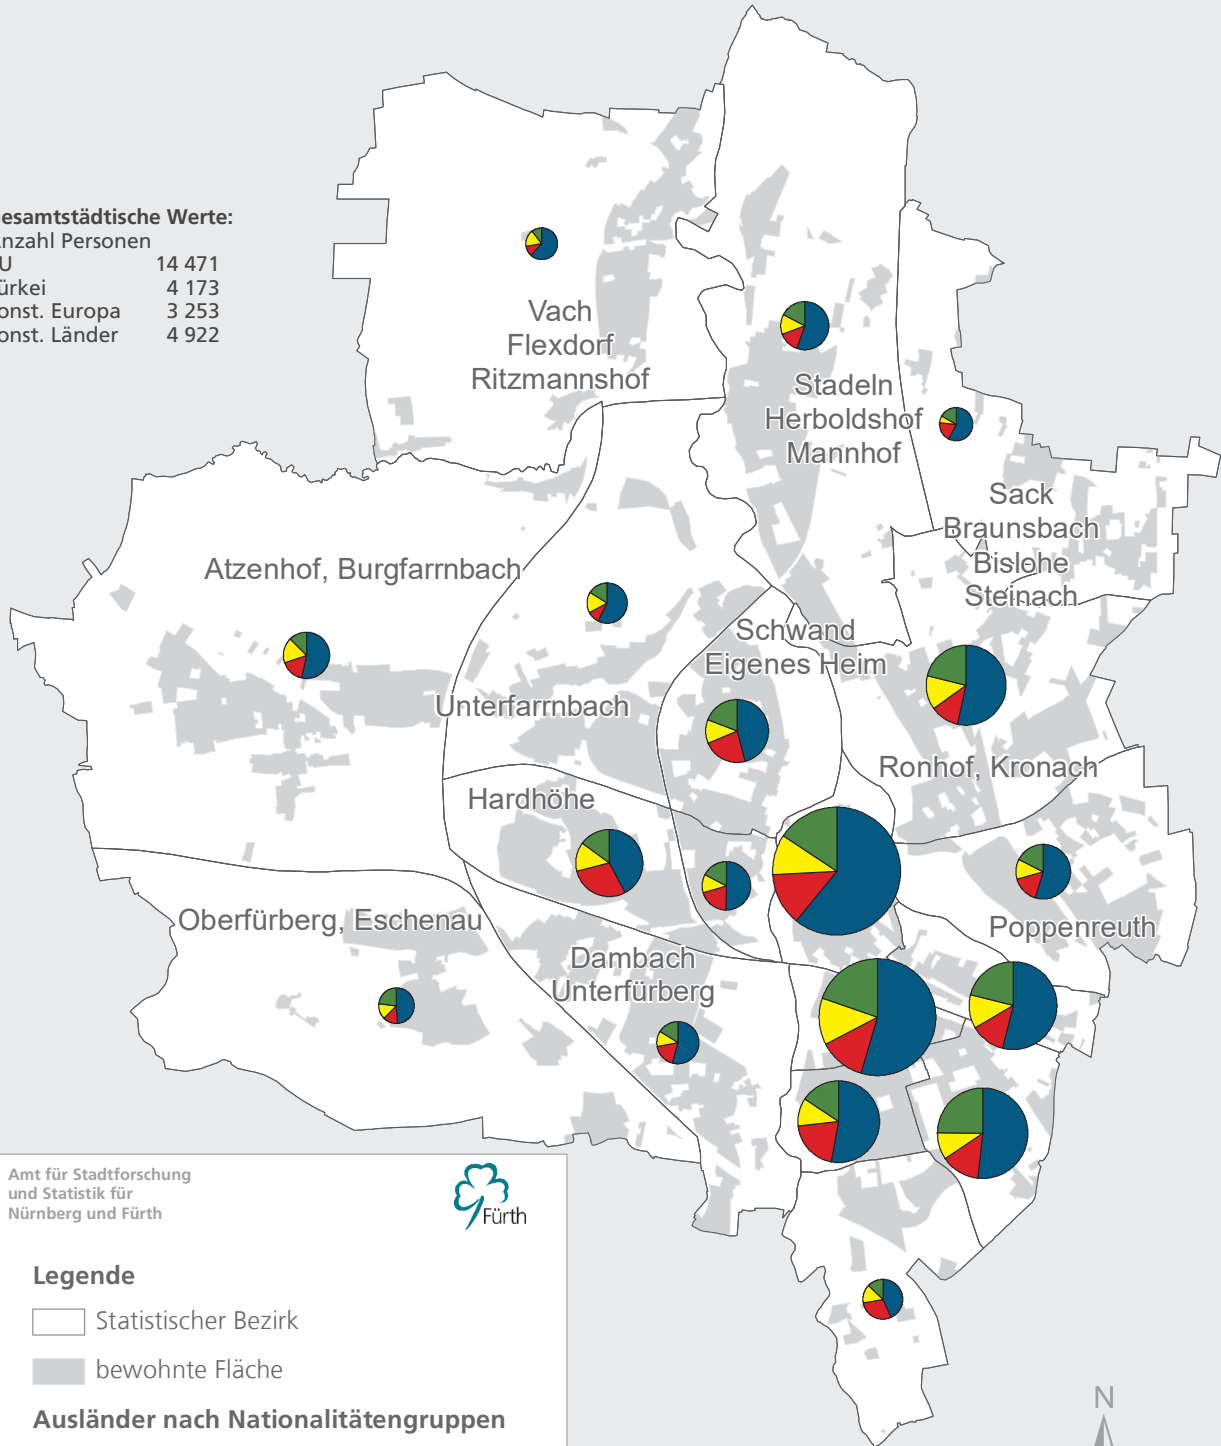 esamtstädtische Werte:
nzahl Personen
U 14 471
ürkei 4 173
onst. Europa 3 253
onst. Länder 4 922
Vach
Flexdorf
Ritzmannshof
Stadeln
Herboldshof
Mannhof
Sack
Braunsbach
Bislohe
Steinach
Atzenhof, Burgfarrnbach
Schwand
Eigenes Heim
Unterfarrnbach
Ronhof, Kronach
Hardhöhe
Oberfürberg, Eschenau
Poppenreuth
Dambach
Unterfürberg
Amt für Stadtforschung
und Statistik für
Nürnberg und Fürth
Fürth
Legende
Statistischer Bezirk
bewohnte Fläche
Ausländer nach Nationalitätengruppen
N